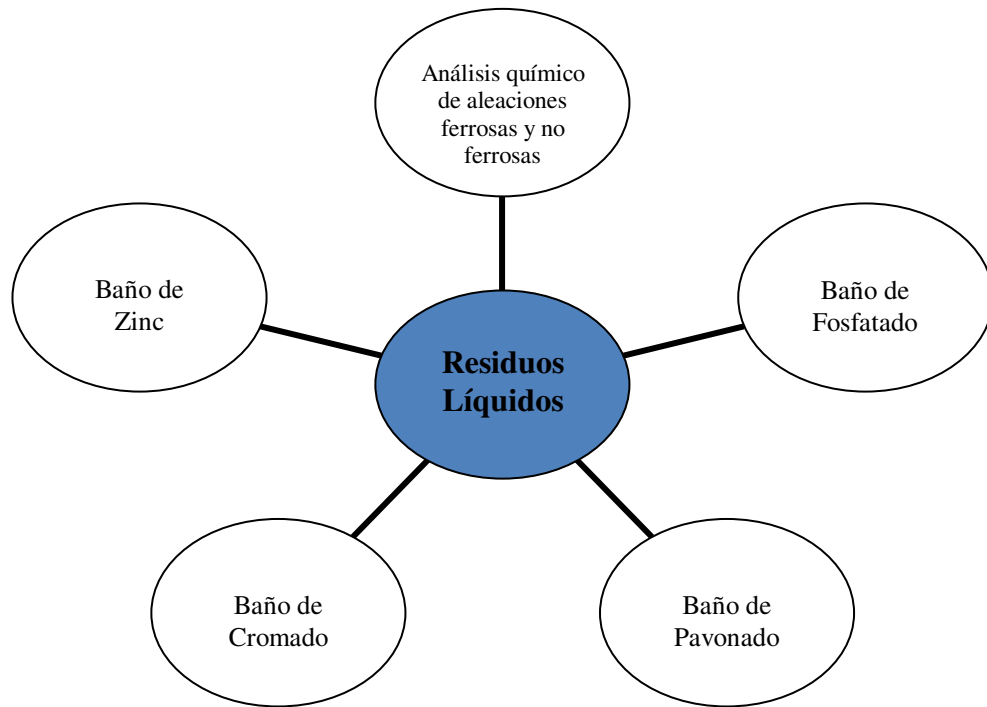 Análisis químico
de aleaciones
ferrosas y no
ferrosas
Baño de
Zinc
Baño de
Fosfatado
Residuos
Líquidos
Baño de
Cromado
Baño de
Pavonado